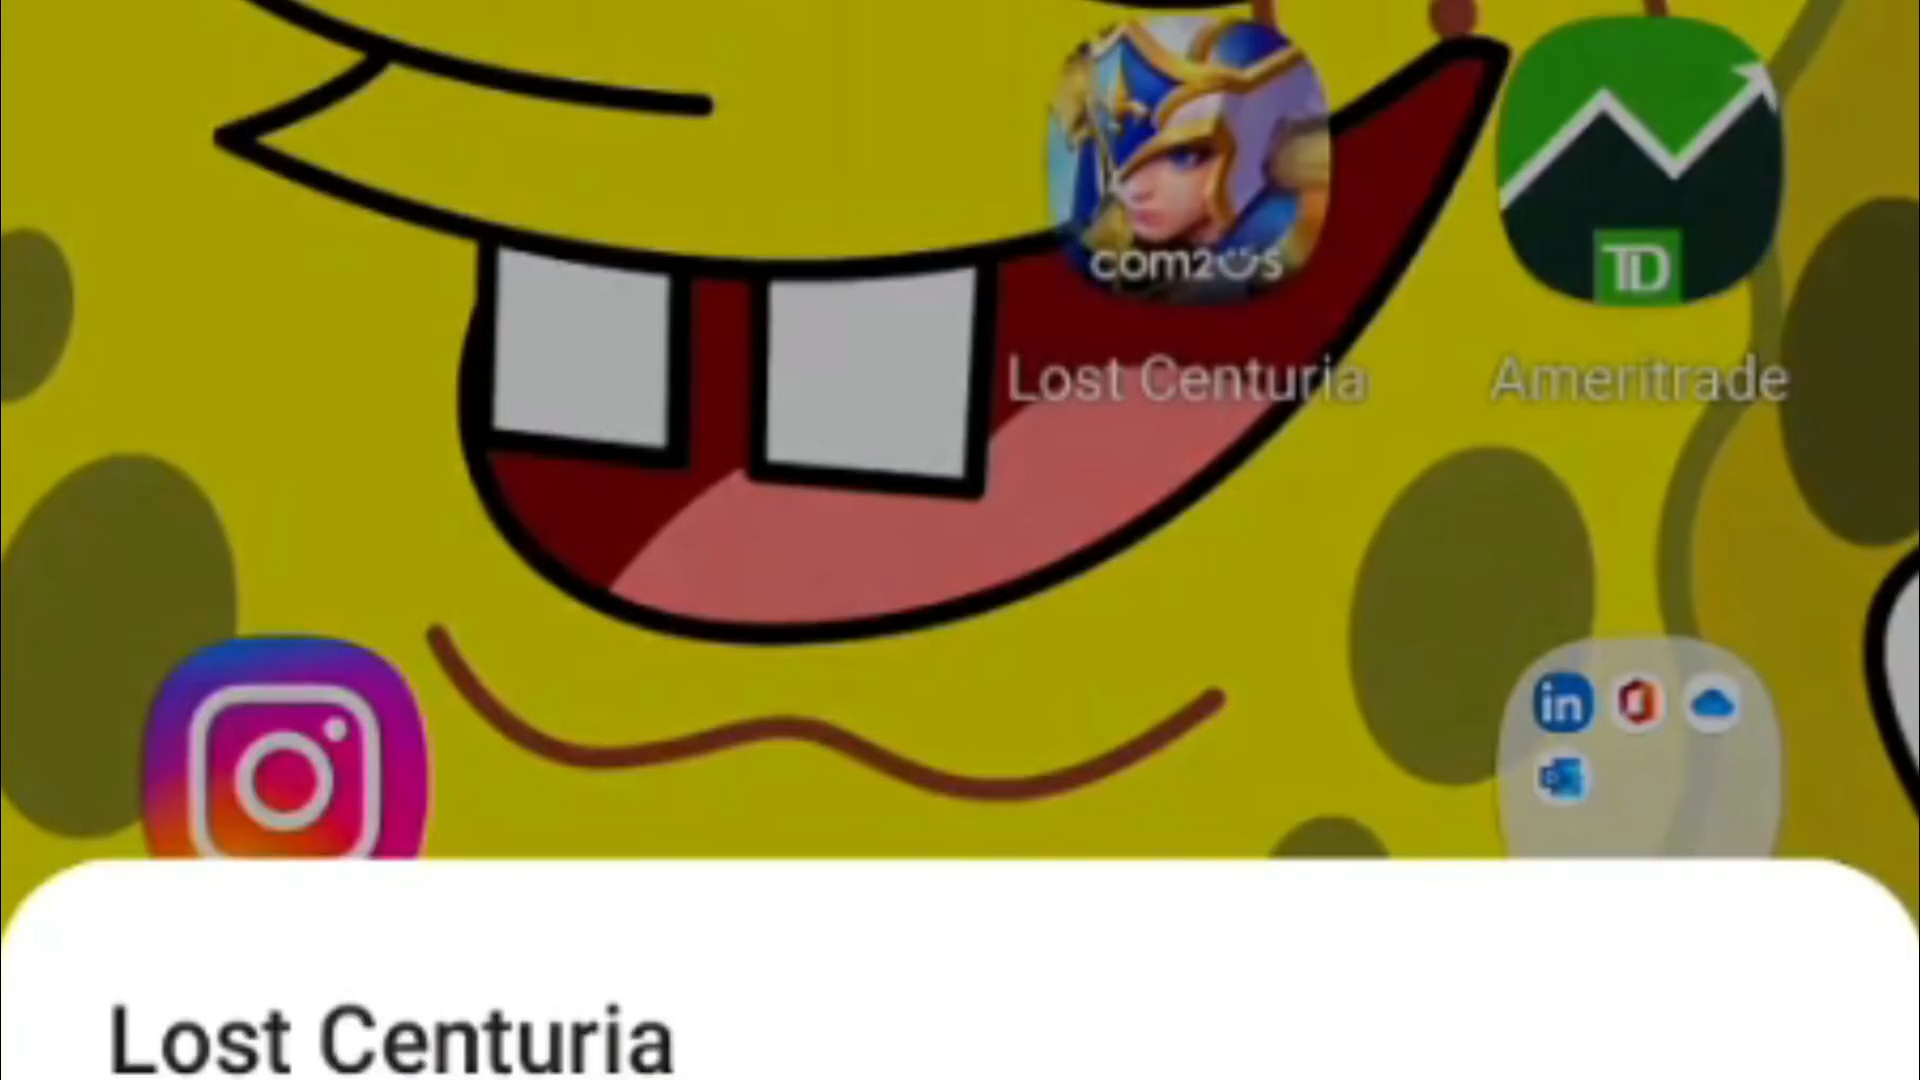 com2us
TD
Lost Centuria
Ameritrade
in
Lost Centuria